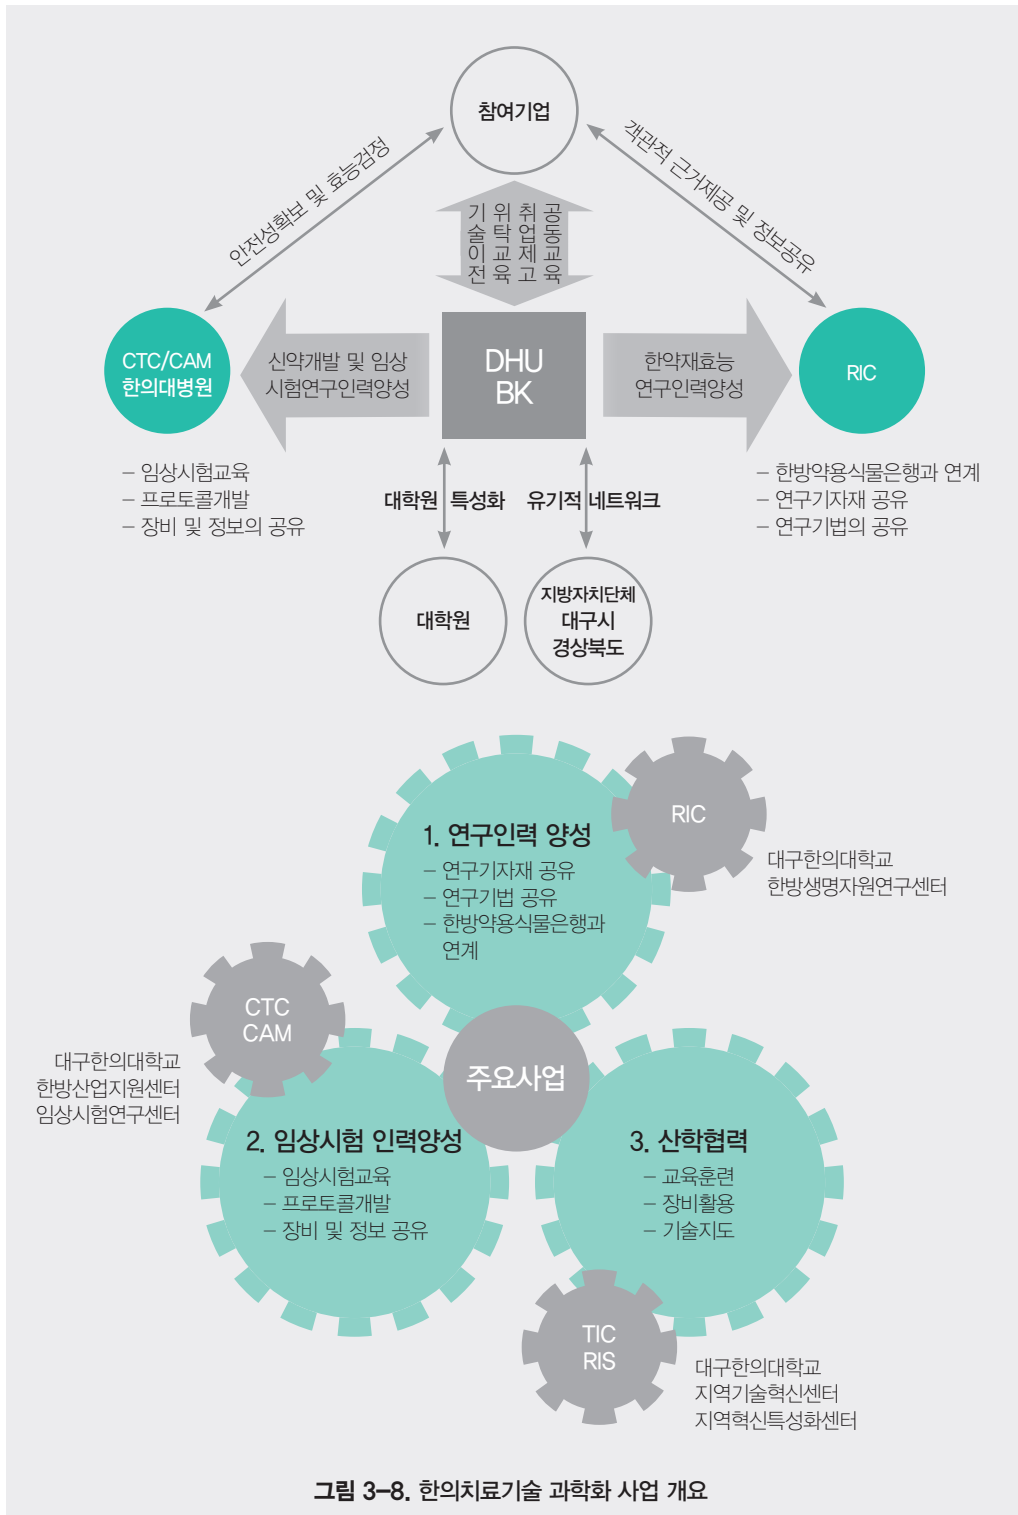 참여기업
안전성확보 및 효능검정
객관적 근거제공 및 정보공유
기술이전
위탁교육
취업제고
공동교육
CTC/CAM
한의대병원
신약개발 및 임상
시험연구인력양성
DHU
BK
한약재효능
연구인력양성
RIC
– 임상시험교육
– 프로토콜개발
– 장비 및 정보의 공유
– 한방약용식물은행과 연계
– 연구기자재 공유
– 연구기법의 공유
대학원 특성화
유기적 네트워크
대학원
지방자치단체
대구시
경상북도
RIC
대구한의대학교
한방생명자원연구센터
1. 연구인력 양성
– 연구기자재 공유
– 연구기법 공유
– 한방약용식물은행과
연계
CTC
CAM
대구한의대학교
한방산업지원센터
임상시험연구센터
주요사업
2. 임상시험 인력양성
– 임상시험교육
– 프로토콜개발
– 장비 및 정보 공유
3. 산학협력
– 교육훈련
– 장비활용
– 기술지도
TIC
RIS
대구한의대학교
지역기술혁신센터
지역혁신특성화센터
그림 3–8. 한의치료기술 과학화 사업 개요